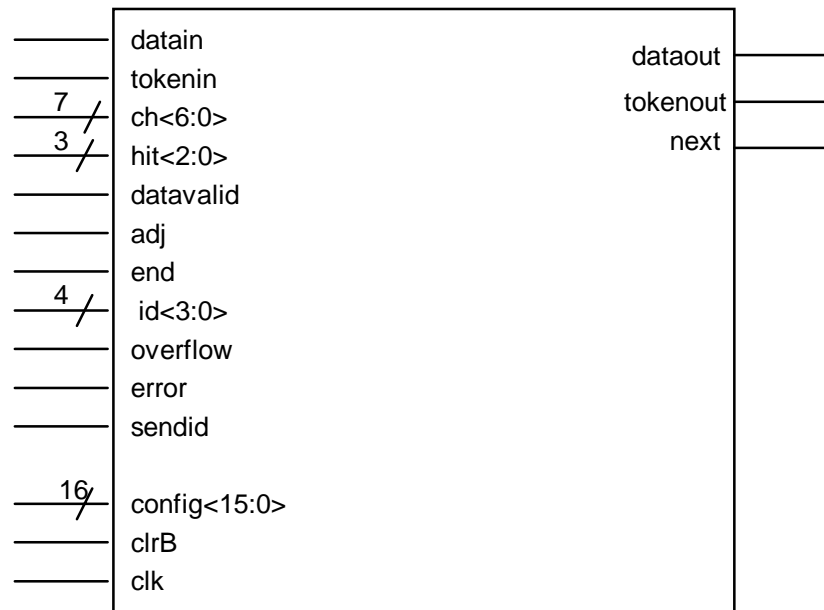 datain
dataout
tokenin
tokenout
7
ch<6:0>
next
3
hit<2:0>
datavalid
adj
end
4
id<3:0>
overflow
error
sendid
16
config<15:0>
clrB
clk